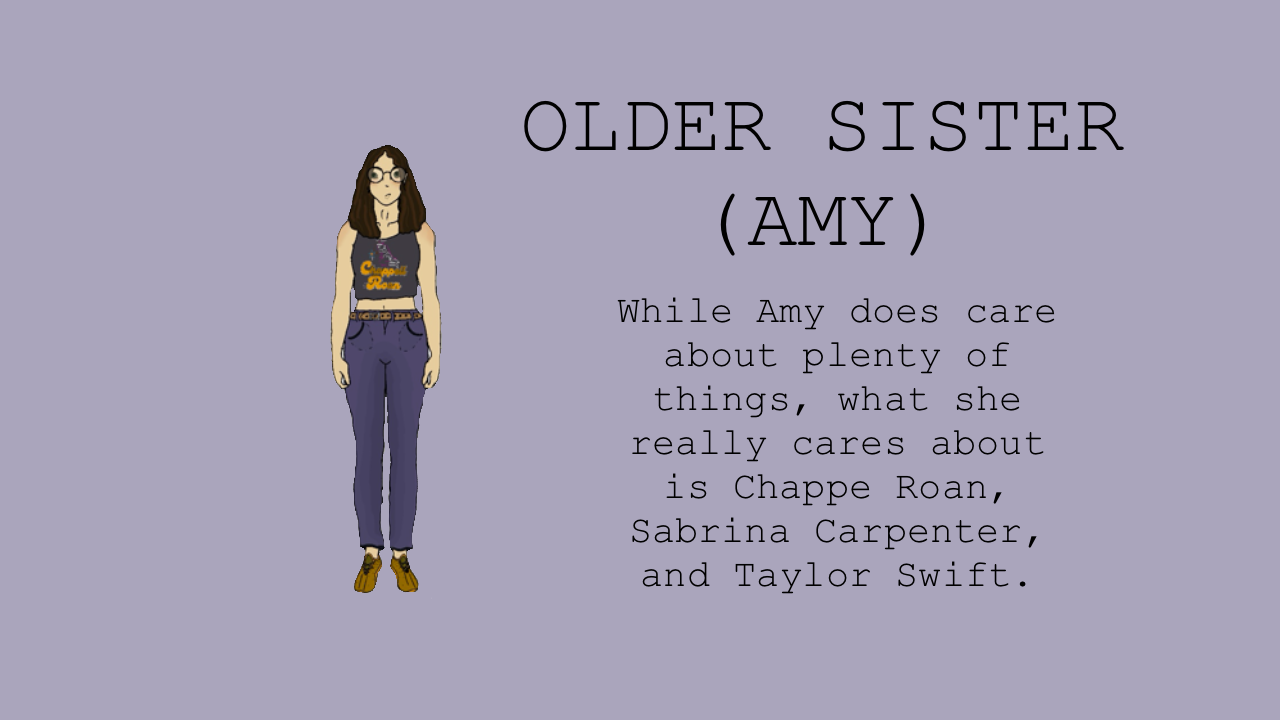 OLDER SISTER
(AMY)
Chappell
Roan
While Amy does care
about plenty of
things, what she
really cares about
is Chappe Roan,
Sabrina Carpenter,
and Taylor Swift.